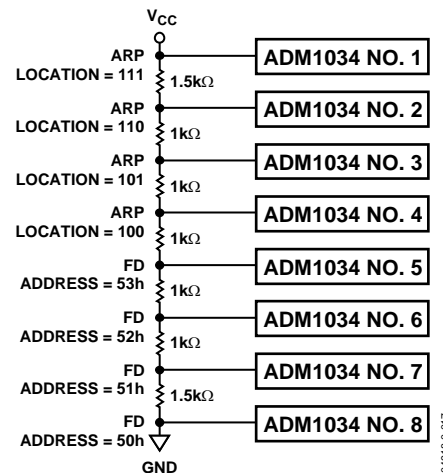 VCC
ARP
LOCATION = 111
ADM1034 NO. 1
1.5kΩ
ARP
LOCATION = 110
ADM1034 NO. 2
1kΩ
ARP
LOCATION = 101
ADM1034 NO. 3
1kΩ
ARP
LOCATION = 100
ADM1034 NO. 4
1kΩ
FD
ADDRESS = 53h
ADM1034 NO. 5
1kΩ
FD
ADDRESS = 52h
ADM1034 NO. 6
1kΩ
FD
ADDRESS = 51h
ADM1034 NO. 7
1.5kΩ
FD
ADDRESS = 50h
ADM1034 NO. 8
GND